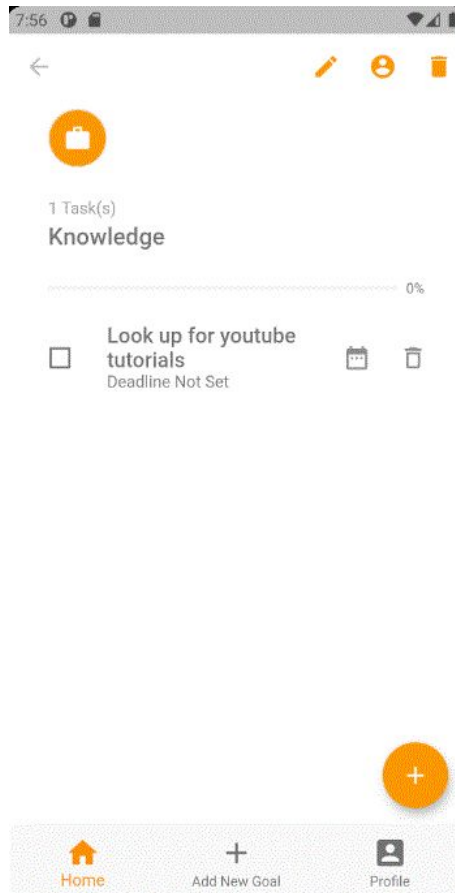 7:56
1 Task(s)
Knowledge
0%
Look up for youtube
tutorials
Deadline Not Set
Home
Add New Goal
Profile